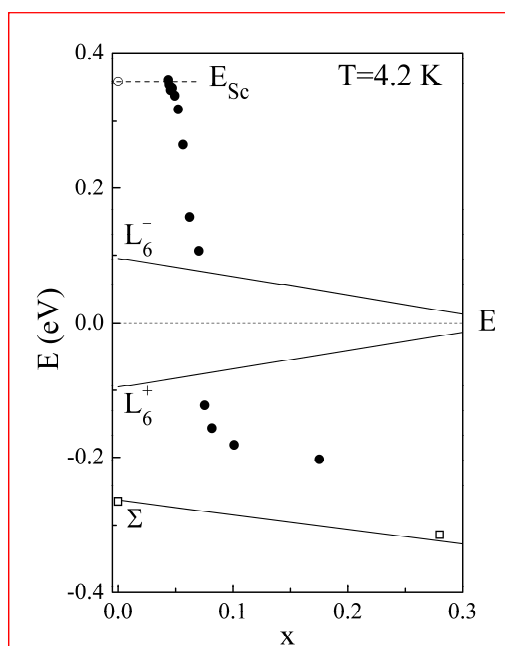 0.4
T=4.2 K
E_Sc
0.2
L_6^-
0.0
E
E (eV)
L_6^+
-0.2
Σ
-0.4
0.0 0.1 0.2 0.3
x